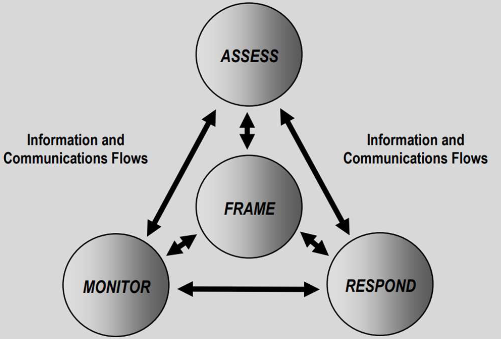 ASSESS
Information and
Communications Flows
Information and
Communications Flows
FRAME
MONITOR
RESPOND